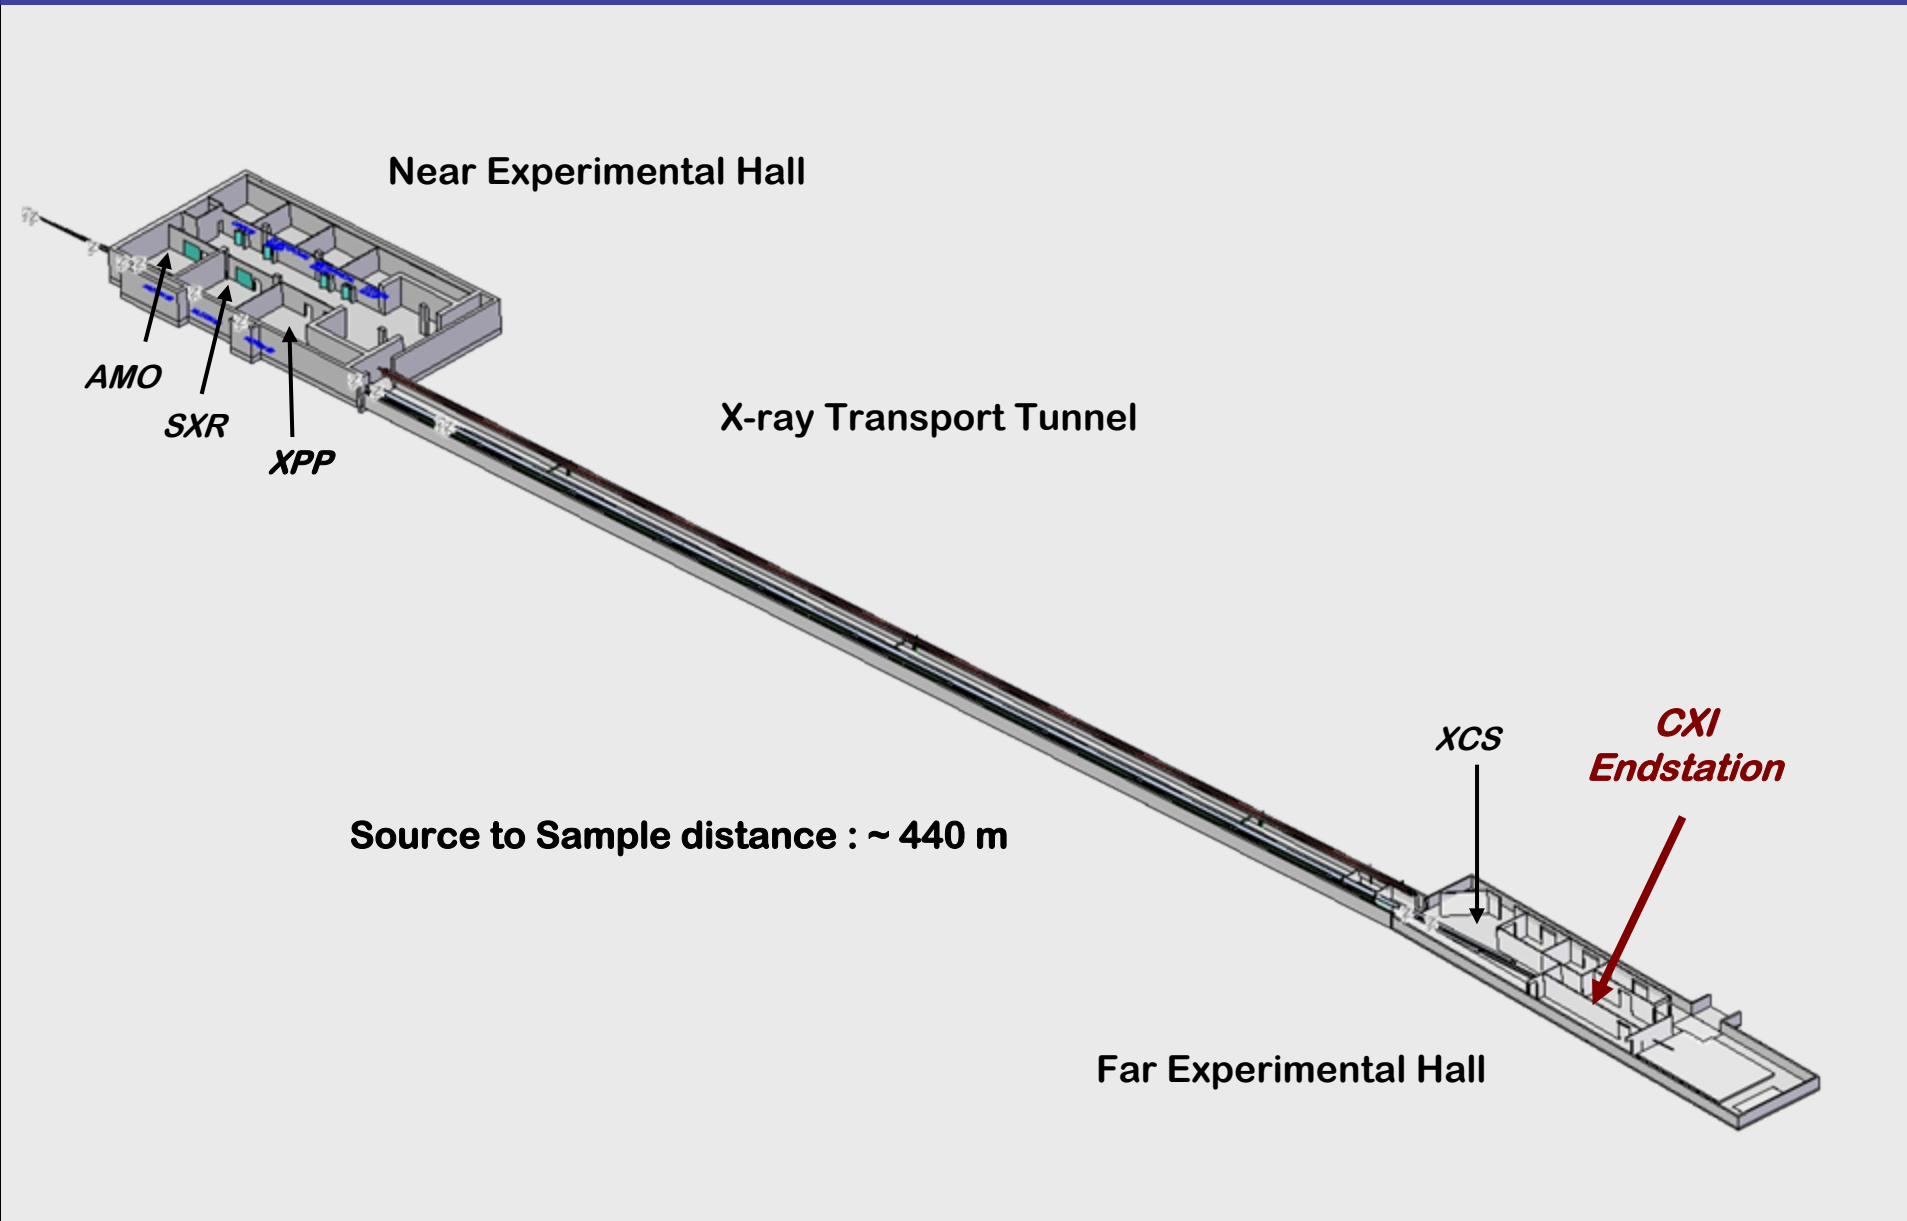 Near Experimental Hall
AMO
SXR
XPP
X-ray Transport Tunnel
Source to Sample distance : ~ 440 m
XCS
CXI
Endstation
Far Experimental Hall